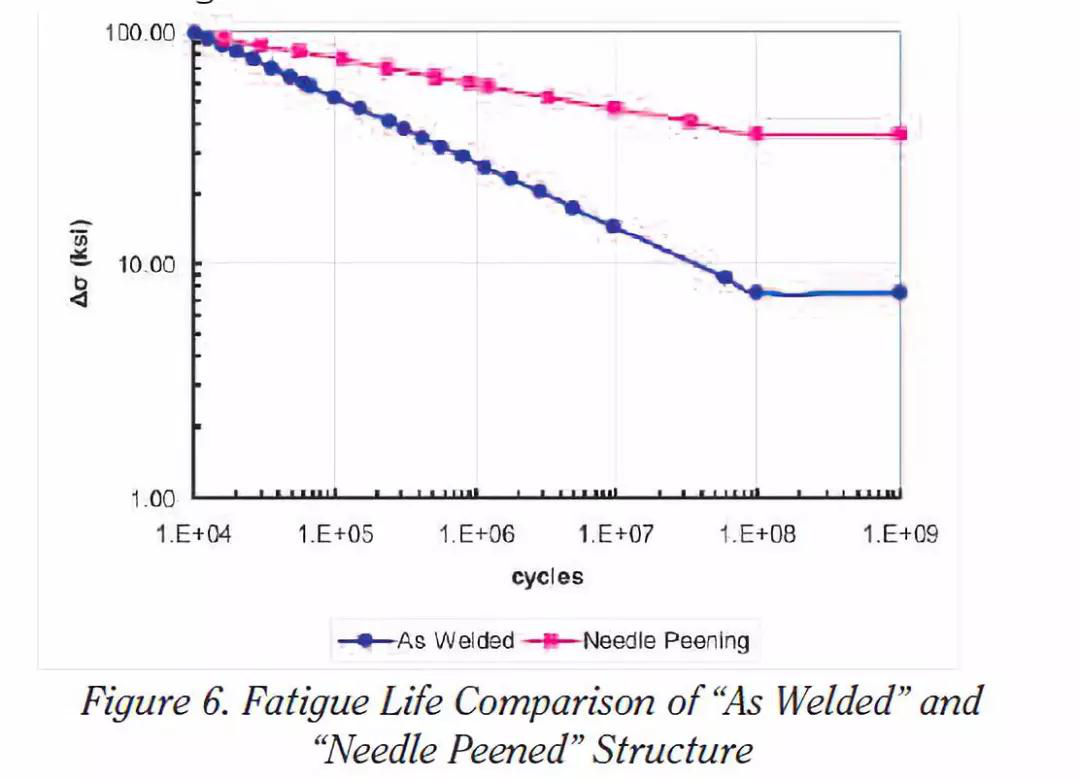 100.00
10.00
1.00
Δσ (ksi)
1.E+04 1.E+05 1.E+06 1.E+07 1.E+08 1.E+09
cycles
As Welded Needle Peening
Figure 6. Fatigue Life Comparison of “As Welded” and
“Needle Peened” Structure